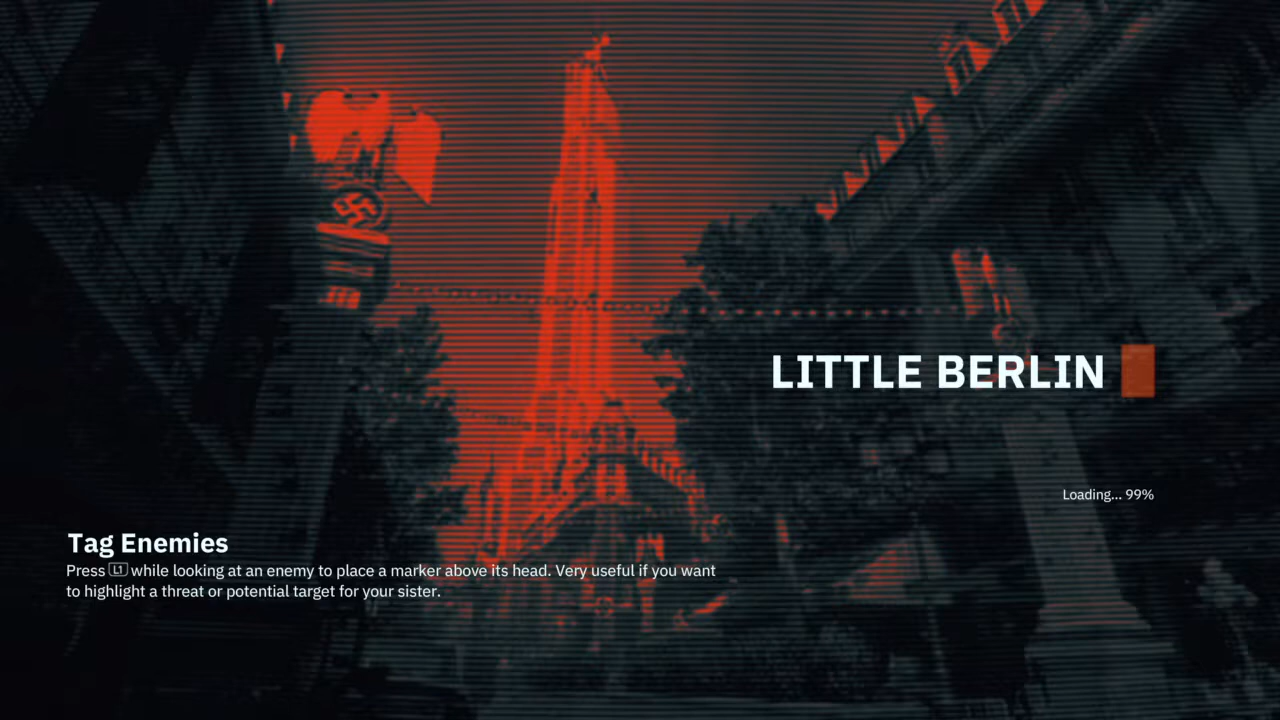 LITTLE BERLIN
Loading... 99%
Tag Enemies
Press L1 while looking at an enemy to place a marker above its head. Very useful if you want
to highlight a threat or potential target for your sister.